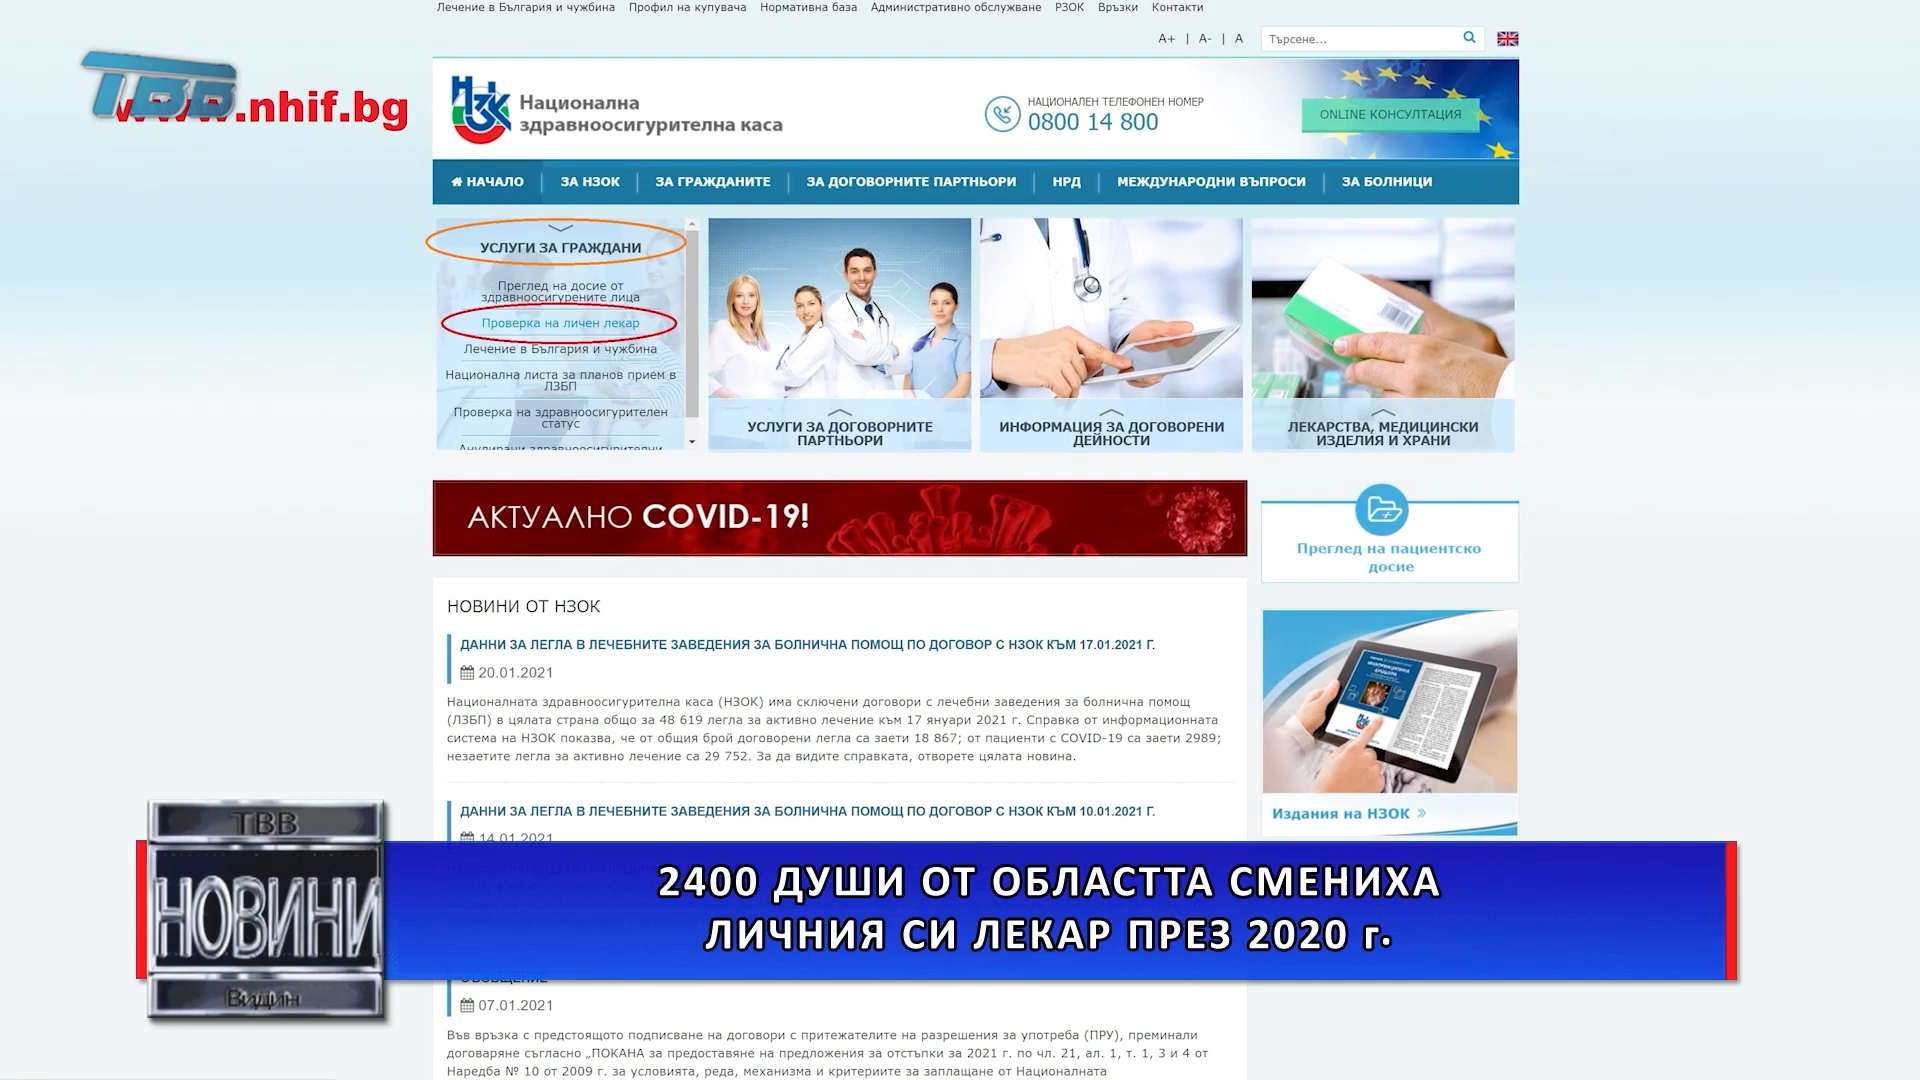 Лечение в България и чужбина Профил на купувача Нормативна база Административно обслужване РЗОК Връзки Контакти
A+ | A- | A Търсене...
ТВВ
www.nhif.bg
НЗК Национална
здравноосигурителна каса
НАЦИОНАЛЕН ТЕЛЕФОНЕН НОМЕР
0800 14 800
ONLINE КОНСУЛТАЦИЯ
НАЧАЛО ЗА НЗОК ЗА ГРАЖДАНИТЕ ЗА ДОГОВОРНИТЕ ПАРТНЬОРИ НРД МЕЖДУНАРОДНИ ВЪПРОСИ ЗА БОЛНИЦИ
УСЛУГИ ЗА ГРАЖДАНИ
Преглед на досие от
здравноосигурените лица
Проверка на личен лекар
Лечение в България и чужбина
Национална листа за планов прием в
ЛЗБП
Проверка на здравноосигурителен
статус
Анулирани здравноосигурителни
УСЛУГИ ЗА ДОГОВОРНИТЕ
ПАРТНЬОРИ
ИНФОРМАЦИЯ ЗА ДОГОВОРЕНИ
ДЕЙНОСТИ
ЛЕКАРСТВА, МЕДИЦИНСКИ
ИЗДЕЛИЯ И ХРАНИ
АКТУАЛНО COVID-19!
Преглед на пациентско
досие
НОВИНИ ОТ НЗОК
ДАННИ ЗА ЛЕГЛА В ЛЕЧЕБНИТЕ ЗАВЕДЕНИЯ ЗА БОЛНИЧНА ПОМОЩ ПО ДОГОВОР С НЗОК КЪМ 17.01.2021 Г.
20.01.2021
Националната здравноосигурителна каса (НЗОК) има сключени договори с лечебни заведения за болнична помощ
(ЛЗБП) в цялата страна общо за 48 619 легла за активно лечение към 17 януари 2021 г. Справка от информационната
система на НЗОК показва, че от общия брой договорени легла са заети 18 867; от пациенти с COVID-19 са заети 2989;
незаетите легла за активно лечение са 29 752. За да видите справката, отворете цялата новина.
Издания на НЗОК
ДАННИ ЗА ЛЕГЛА В ЛЕЧЕБНИТЕ ЗАВЕДЕНИЯ ЗА БОЛНИЧНА ПОМОЩ ПО ДОГОВОР С НЗОК КЪМ 10.01.2021 Г.
14.01.2021
ТВВ
НОВИНИ
Видин
2400 ДУШИ ОТ ОБЛАСТТА СМЕНИХА
ЛИЧНИЯ СИ ЛЕКАР ПРЕЗ 2020 г.
07.01.2021
Във връзка с предстоящото подписване на договори с притежателите на разрешения за употреба (ПРУ), преминали
договаряне съгласно „ПОКАНА за предоставяне на предложения за отстъпки за 2021 г. по чл. 21, ал. 1, т. 1, 3 и 4 от
Наредба № 10 от 2009 г. за условията, реда, механизма и критериите за заплащане от Националната